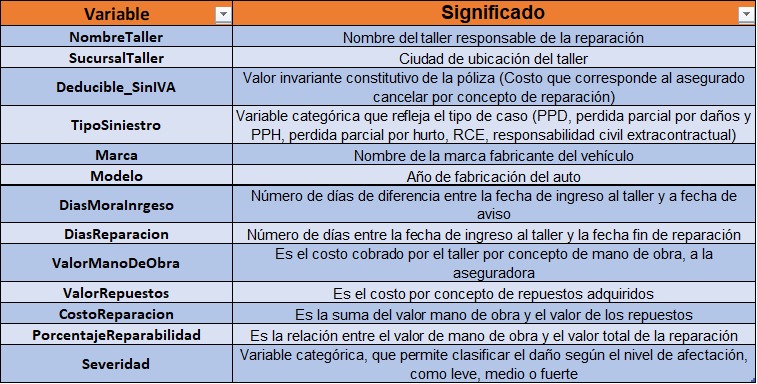 Variable Significado
NombreTaller Nombre del taller responsable de la reparación
SucursalTaller Ciudad de ubicación del taller
Deducible_SinIVA Valor invariante constitutivo de la póliza (Costo que corresponde al asegurado
cancelar por concepto de reparación)
TipoSiniestro Variable categórica que refleja el tipo de caso (PPD, perdida parcial por daños y
PPH, perdida parcial por hurto, RCE, responsabilidad civil extracontractual)
Marca Nombre de la marca fabricante del vehículo
Modelo Año de fabricación del auto
DiasMoraInrgeso Número de días de diferencia entre la fecha de ingreso al taller y a fecha de
aviso
DiasReparacion Número de días entre la fecha de ingreso al taller y la fecha fin de reparación
ValorManoDeObra Es el costo cobrado por el taller por concepto de mano de obra, a la
aseguradora
ValorRepuestos Es el costo por concepto de repuestos adquiridos
CostoReparacion Es la suma del valor mano de obra y el valor de los repuestos
PorcentajeReparabilidad Es la relación entre el valor de mano de obra y el valor total de la reparación
Severidad Variable categórica, que permite clasificar el daño según el nivel de afectación,
como leve, medio o fuerte